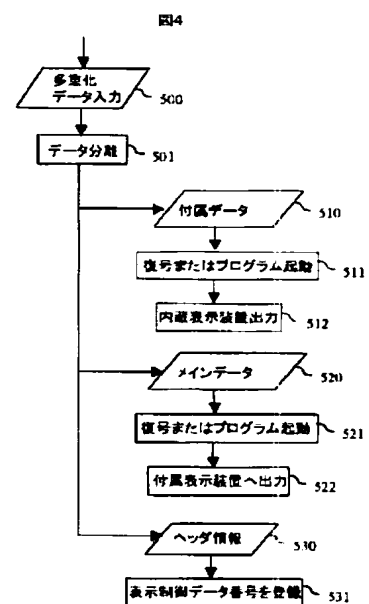 図4
多重化
データ入力
500
データ分離
501
付属データ
510
復号またはプログラム起動
511
内蔵表示装置出力
512
メインデータ
520
復号またはプログラム起動
521
付属表示装置へ出力
522
ヘッダ情報
530
表示制御データ番号を登録
531